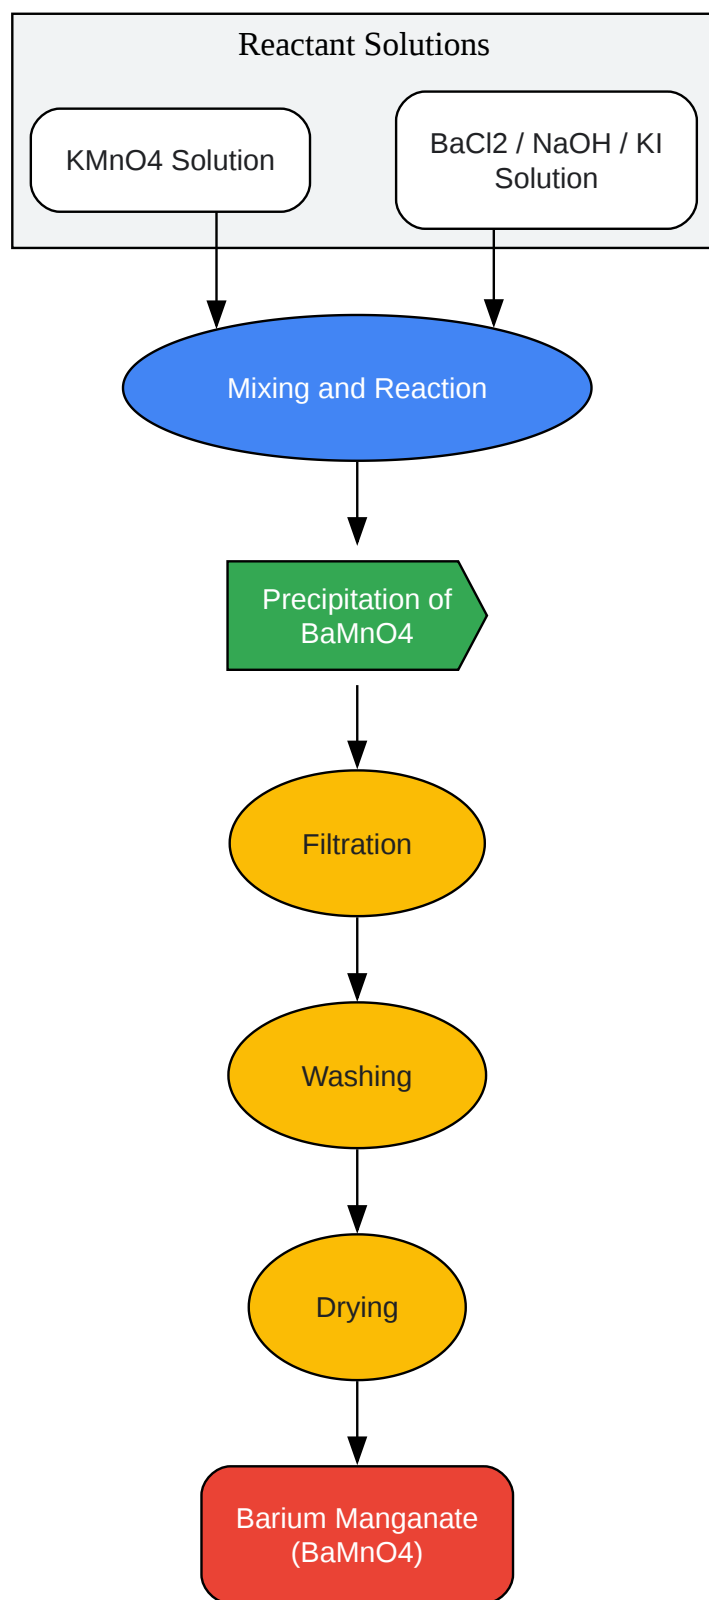 Reactant Solutions
KMnO4 Solution
BaCl2 / NaOH / KI
Solution
Mixing and Reaction
Precipitation of
BaMnO4
Filtration
Washing
Drying
Barium Manganate
(BaMnO4)